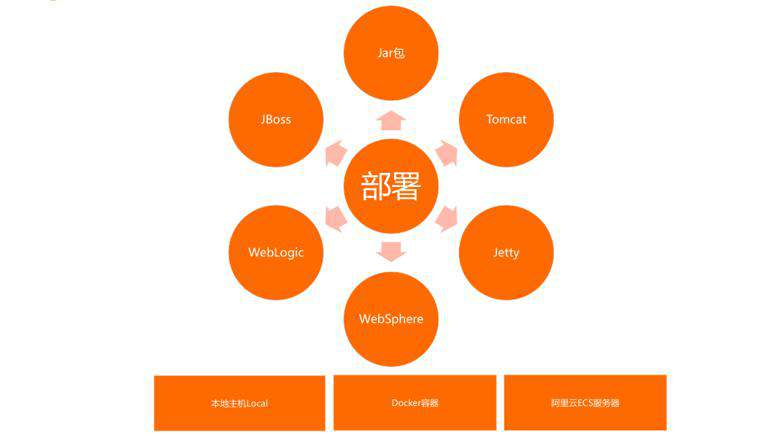 Jar包
JBoss
Tomcat
部署
WebLogic
Jetty
WebSphere
本地主机Local
Docker容器
阿里云ECS服务器